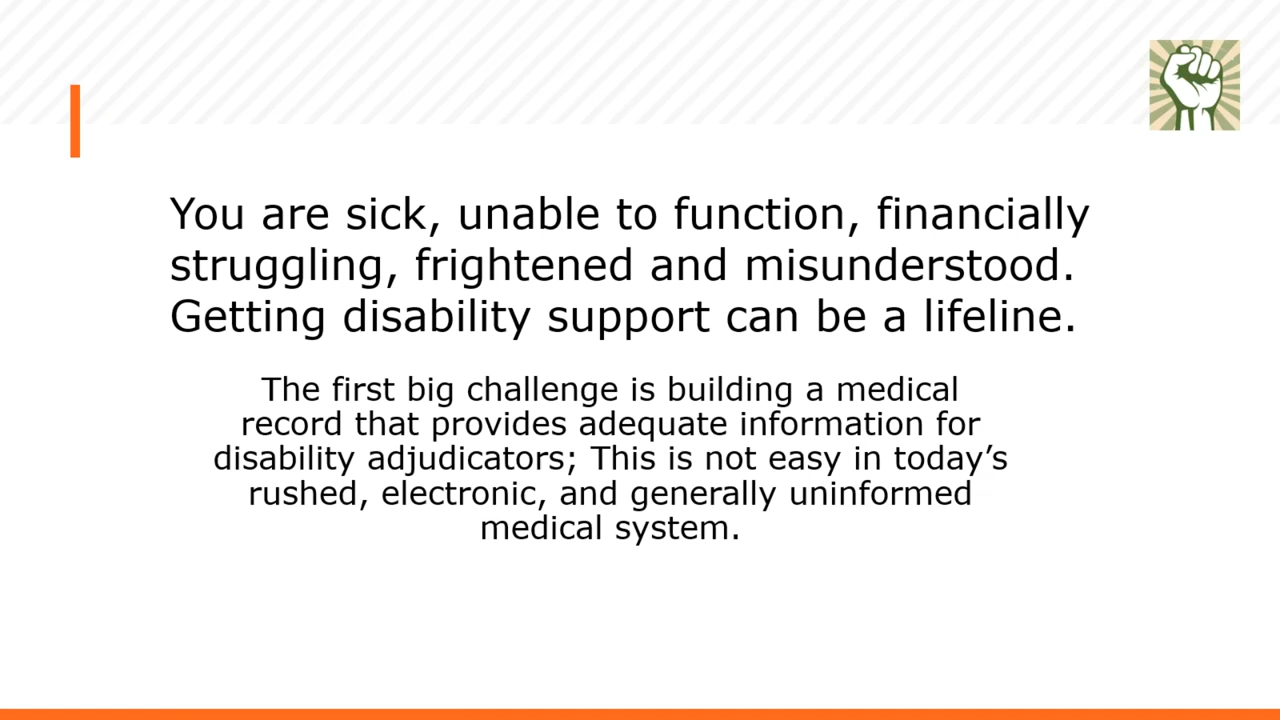 You are sick, unable to function, financially
struggling, frightened and misunderstood.
Getting disability support can be a lifeline.
The first big challenge is building a medical
record that provides adequate information for
disability adjudicators; This is not easy in today’s
rushed, electronic, and generally uninformed
medical system.